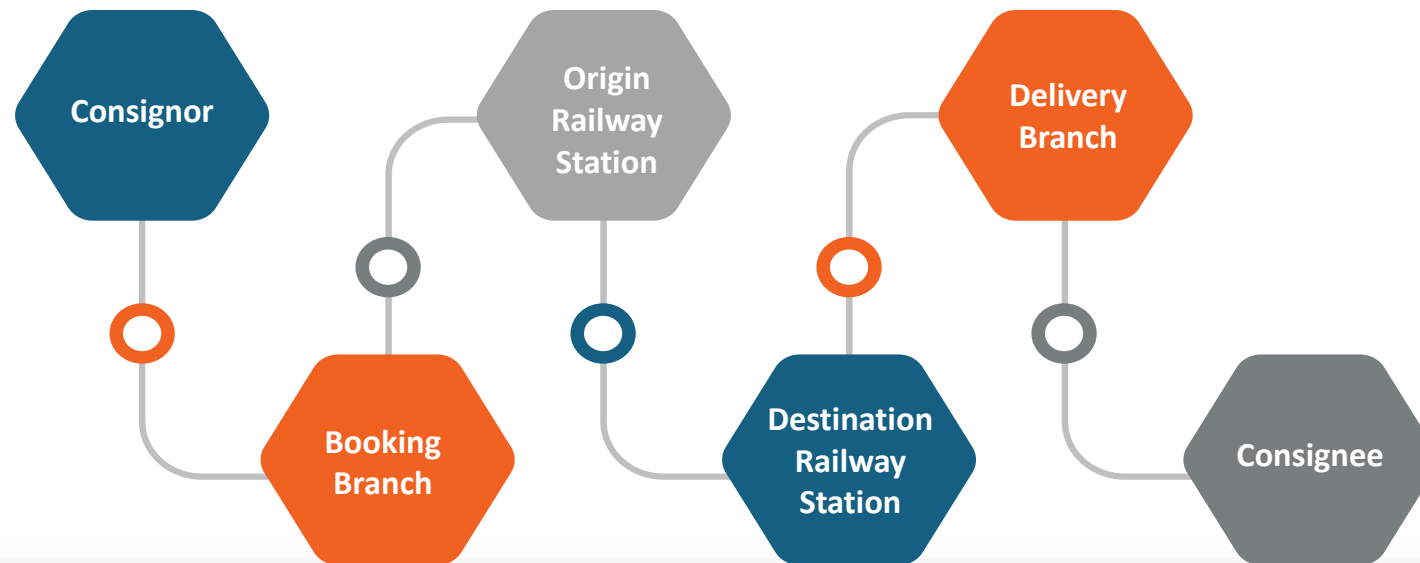 Consignor
Booking
Branch
Origin
Railway
Station
Destination
Railway
Station
Delivery
Branch
Consignee